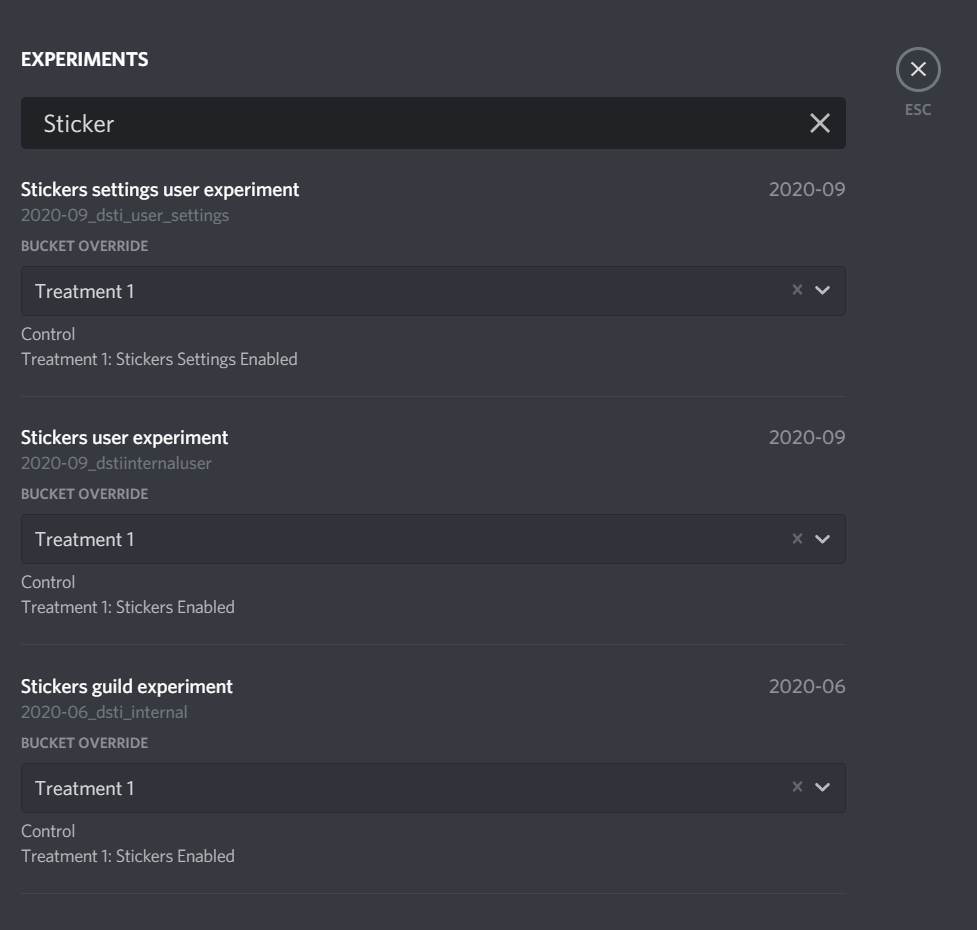 EXPERIMENTS
ESC
Sticker
Stickers settings user experiment 2020-09
2020-09_dsti_user_settings
BUCKET OVERRIDE
Treatment 1
Control
Treatment 1: Stickers Settings Enabled
Stickers user experiment 2020-09
2020-09_dstiinternaluser
BUCKET OVERRIDE
Treatment 1
Control
Treatment 1: Stickers Enabled
Stickers guild experiment 2020-06
2020-06_dsti_internal
BUCKET OVERRIDE
Treatment 1
Control
Treatment 1: Stickers Enabled